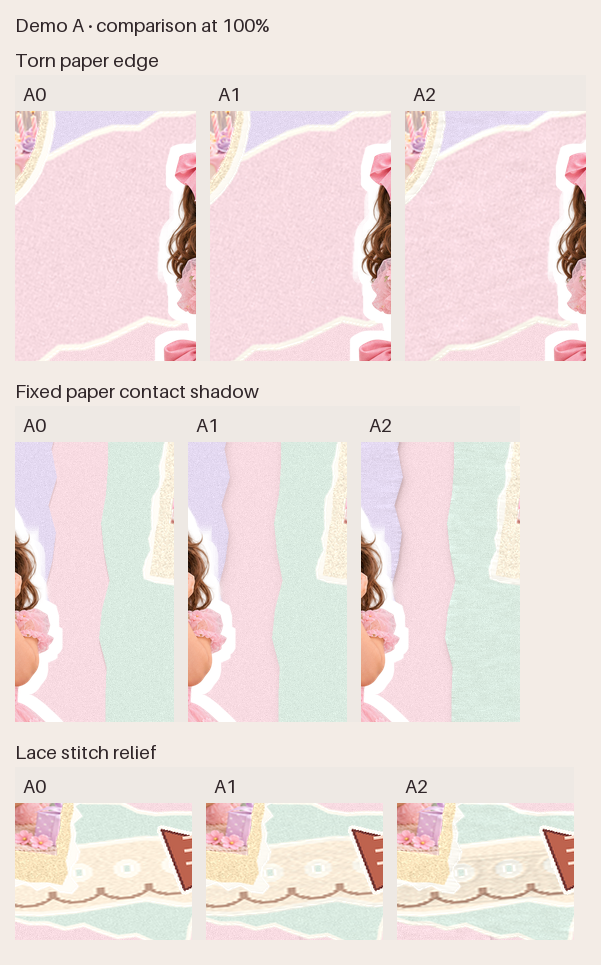 Demo A · comparison at 100%
Torn paper edge
A0 A1 A2
Fixed paper contact shadow
A0 A1 A2
Lace stitch relief
A0 A1 A2